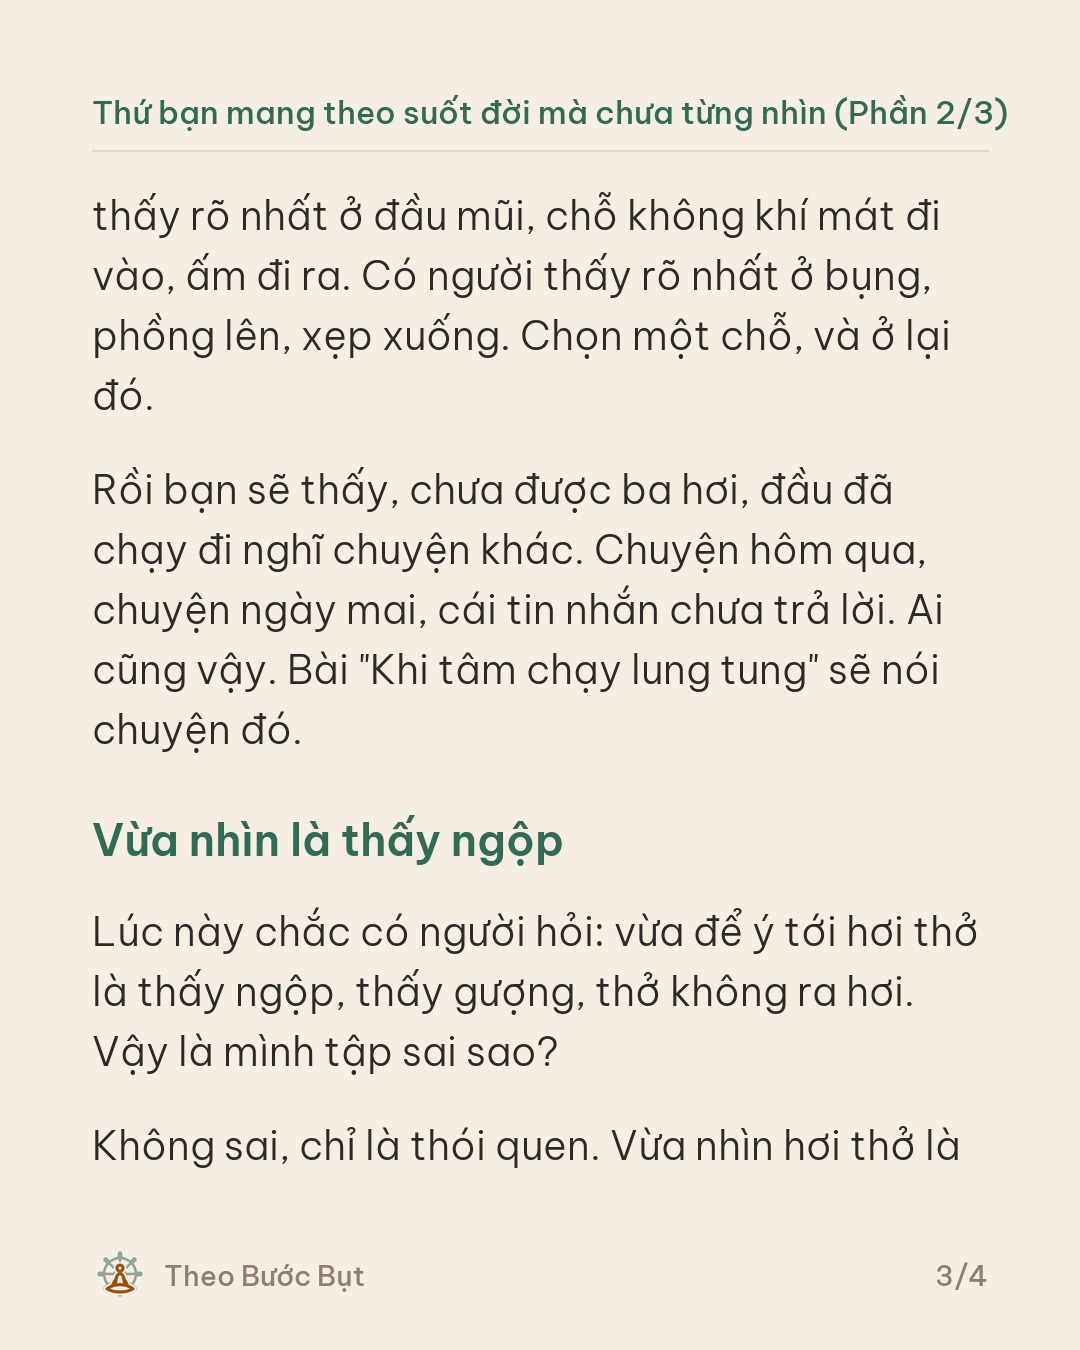 Thứ bạn mang theo suốt đời mà chưa từng nhìn (Phần 2/3)
thấy rõ nhất ở đầu mũi, chỗ không khí mát đi
vào, ấm đi ra. Có người thấy rõ nhất ở bụng,
phồng lên, xẹp xuống. Chọn một chỗ, và ở lại
đó.
Rồi bạn sẽ thấy, chưa được ba hơi, đầu đã
chạy đi nghĩ chuyện khác. Chuyện hôm qua,
chuyện ngày mai, cái tin nhắn chưa trả lời. Ai
cũng vậy. Bài "Khi tâm chạy lung tung" sẽ nói
chuyện đó.
Vừa nhìn là thấy ngộp
Lúc này chắc có người hỏi: vừa để ý tới hơi thở
là thấy ngộp, thấy gượng, thở không ra hơi.
Vậy là mình tập sai sao?
Không sai, chỉ là thói quen. Vừa nhìn hơi thở là
Theo Bước Bụt
3/4